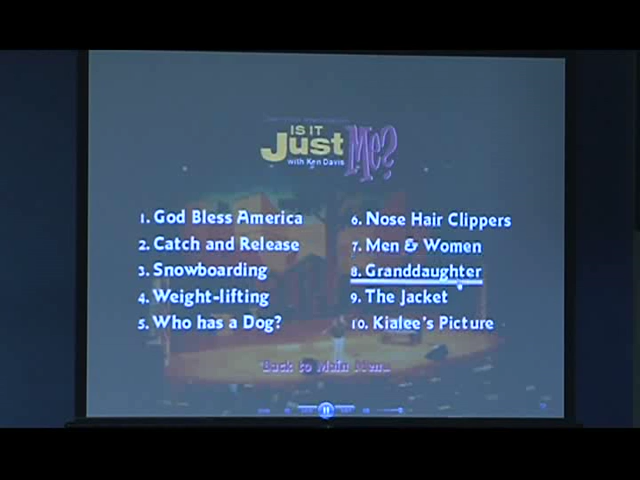 IS IT
Just Me?
with Ken Davis
1. God Bless America
2. Catch and Release
3. Snowboarding
4. Weight-lifting
5. Who has a Dog?
6. Nose Hair Clippers
7. Men & Women
8. Granddaughter
9. The Jacket
10. Kialee's Picture
Back to Main Menu